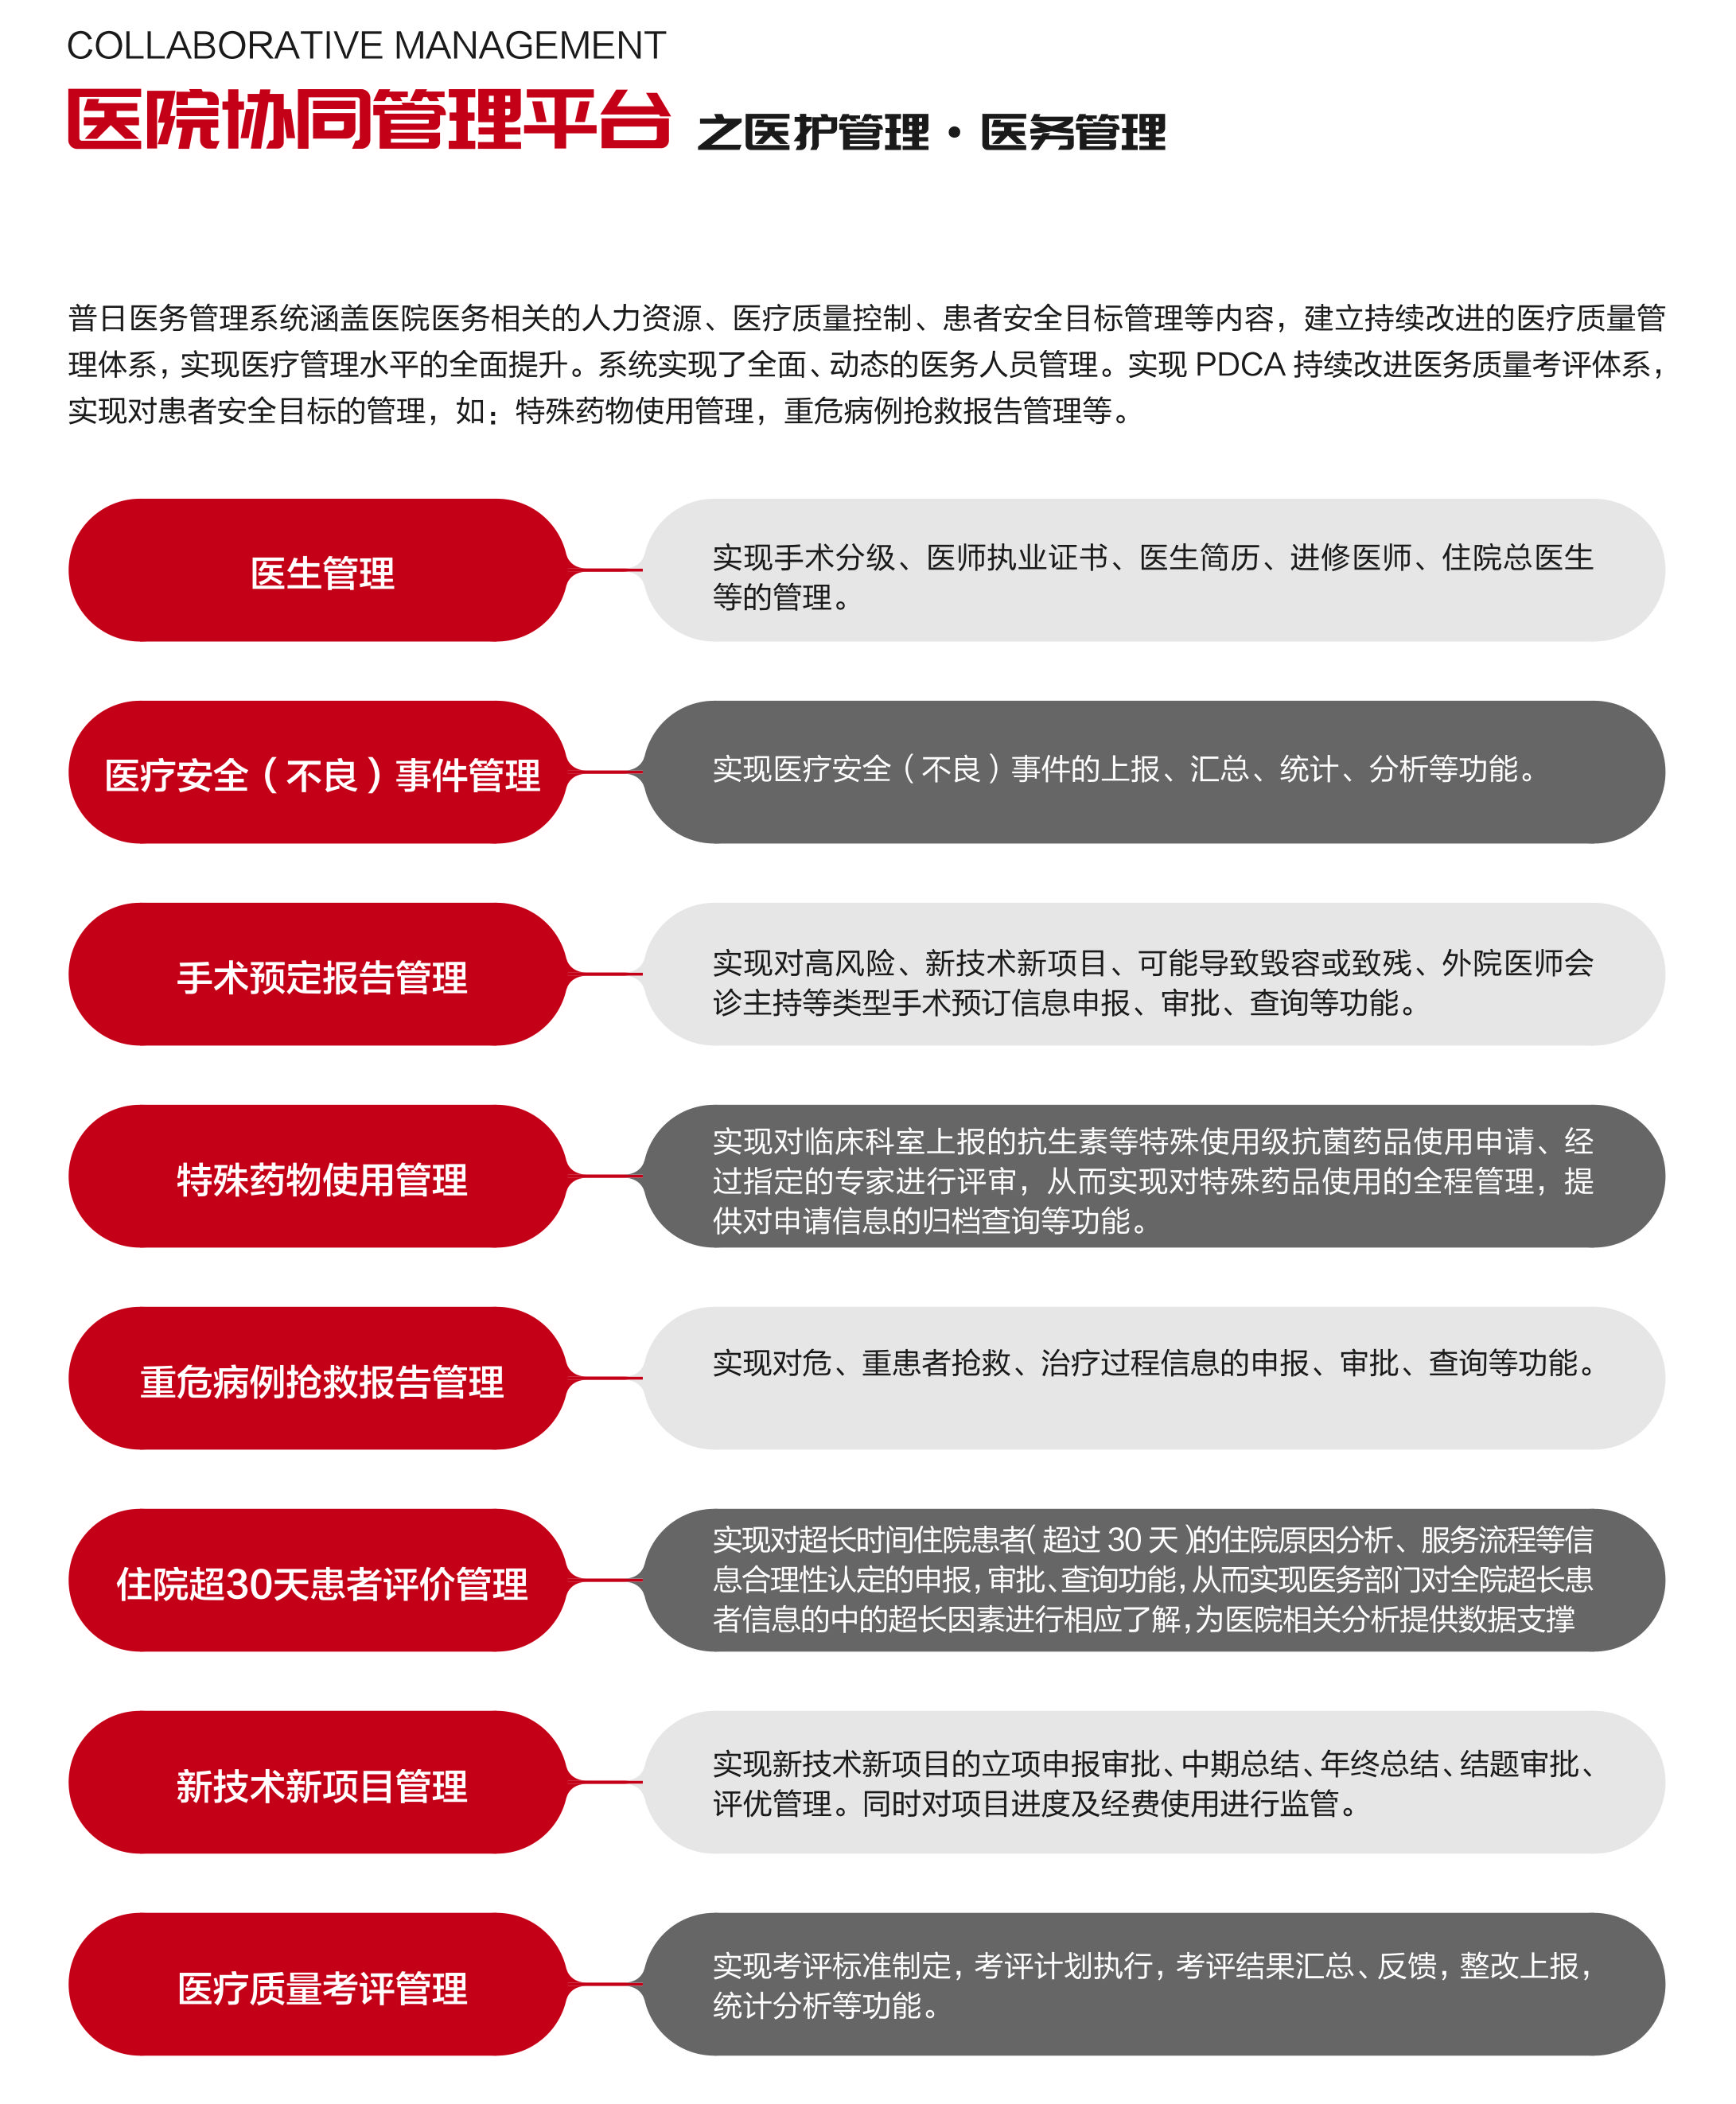 COLLABORATIVE MANAGEMENT
医院协同管理平台 之医护管理·医务管理
普日医务管理系统涵盖医院医务相关的人力资源、医疗质量控制、患者安全目标管理等内容，建立持续改进的医疗质量管
理体系，实现医疗管理水平的全面提升。系统实现了全面、动态的医务人员管理。实现 PDCA 持续改进医务质量考评体系，
实现对患者安全目标的管理，如：特殊药物使用管理，重危病例抢救报告管理等。
医生管理
实现手术分级、医师执业证书、医生简历、进修医师、住院总医生
等的管理。
医疗安全（不良）事件管理
实现医疗安全（不良）事件的上报、汇总、统计、分析等功能。
手术预定报告管理
实现对高风险、新技术新项目、可能导致毁容或致残、外院医师会
诊主持等类型手术预订信息申报、审批、查询等功能。
特殊药物使用管理
实现对临床科室上报的抗生素等特殊使用级抗菌药品使用申请、经
过指定的专家进行评审，从而实现对特殊药品使用的全程管理，提
供对申请信息的归档查询等功能。
重危病例抢救报告管理
实现对危、重患者抢救、治疗过程信息的申报、审批、查询等功能。
住院超30天患者评价管理
实现对超长时间住院患者（超过 30 天）的住院原因分析、服务流程等信
息合理性认定的申报，审批、查询功能，从而实现医务部门对全院超长患
者信息的中的超长因素进行相应了解，为医院相关分析提供数据支撑
新技术新项目管理
实现新技术新项目的立项申报审批、中期总结、年终总结、结题审批、
评优管理。同时对项目进度及经费使用进行监管。
医疗质量考评管理
实现考评标准制定，考评计划执行，考评结果汇总、反馈，整改上报，
统计分析等功能。